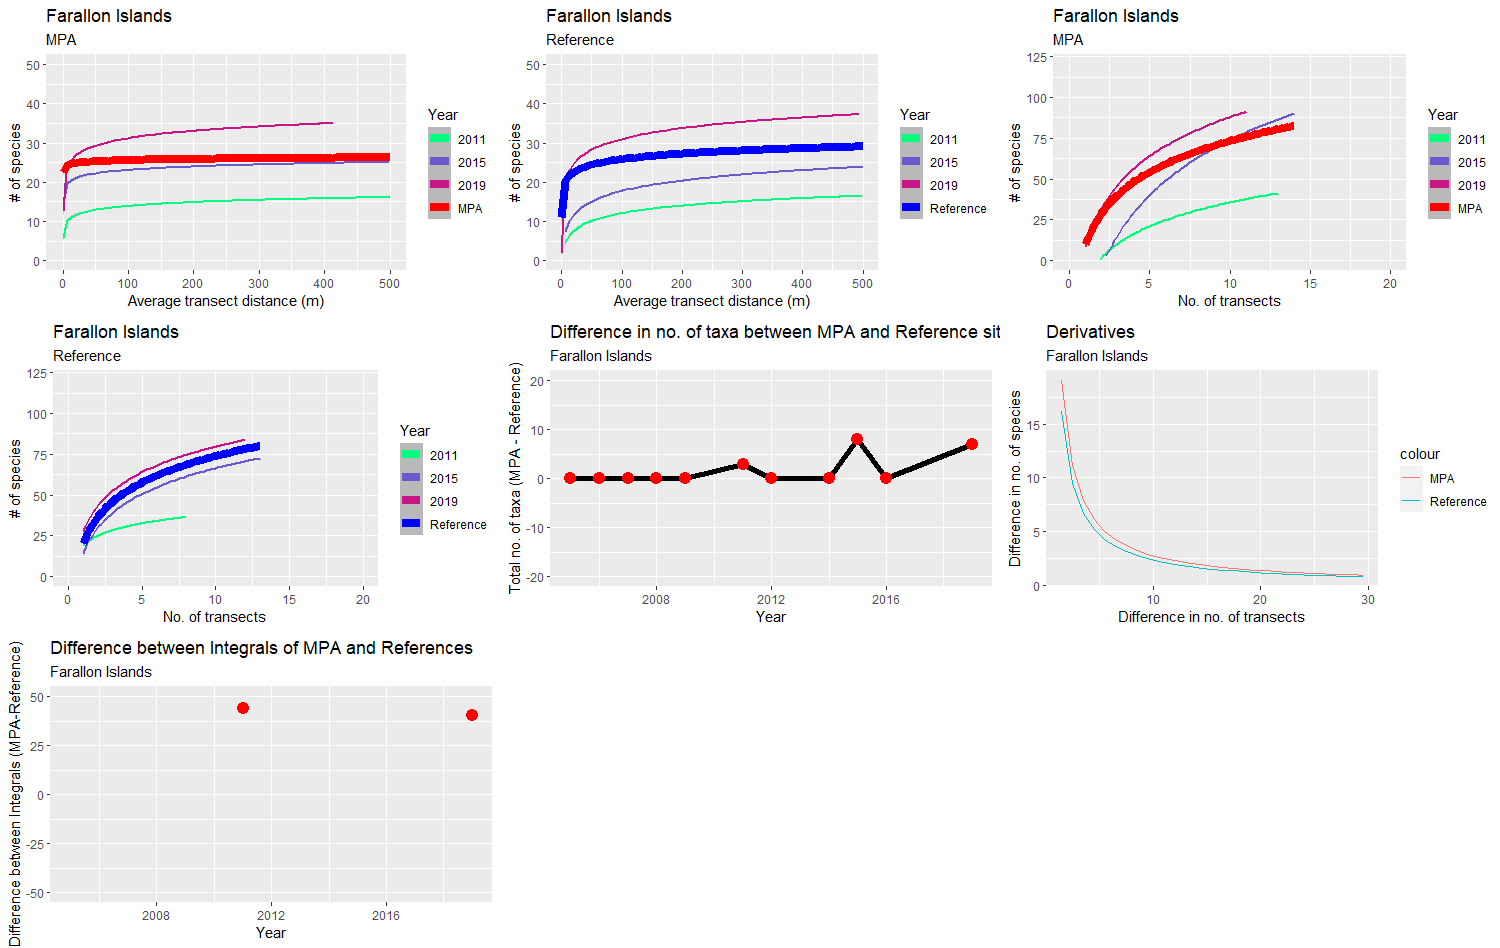 Farallon Islands
MPA
# of species
50
40
30
20
10
0
0 100 200 300 400 500
Average transect distance (m)
Year
2011
2015
2019
MPA
Farallon Islands
Reference
# of species
50
40
30
20
10
0
0 100 200 300 400 500
Average transect distance (m)
Year
2011
2015
2019
Reference
Farallon Islands
MPA
# of species
125
100
75
50
25
0
0 5 10 15 20
No. of transects
Year
2011
2015
2019
MPA
Farallon Islands
Reference
# of species
125
100
75
50
25
0
0 5 10 15 20
No. of transects
Year
2011
2015
2019
Reference
Difference in no. of taxa between MPA and Reference sit
Farallon Islands
Total no. of taxa (MPA - Reference)
20
10
0
-10
-20
2008 2012 2016
Year
Derivatives
Farallon Islands
Difference in no. of species
15
10
5
0
10 20 30
Difference in no. of transects
colour
MPA
Reference
Difference between Integrals of MPA and References
Farallon Islands
Difference between Integrals (MPA-Reference)
50
25
0
-25
-50
2008 2012 2016
Year